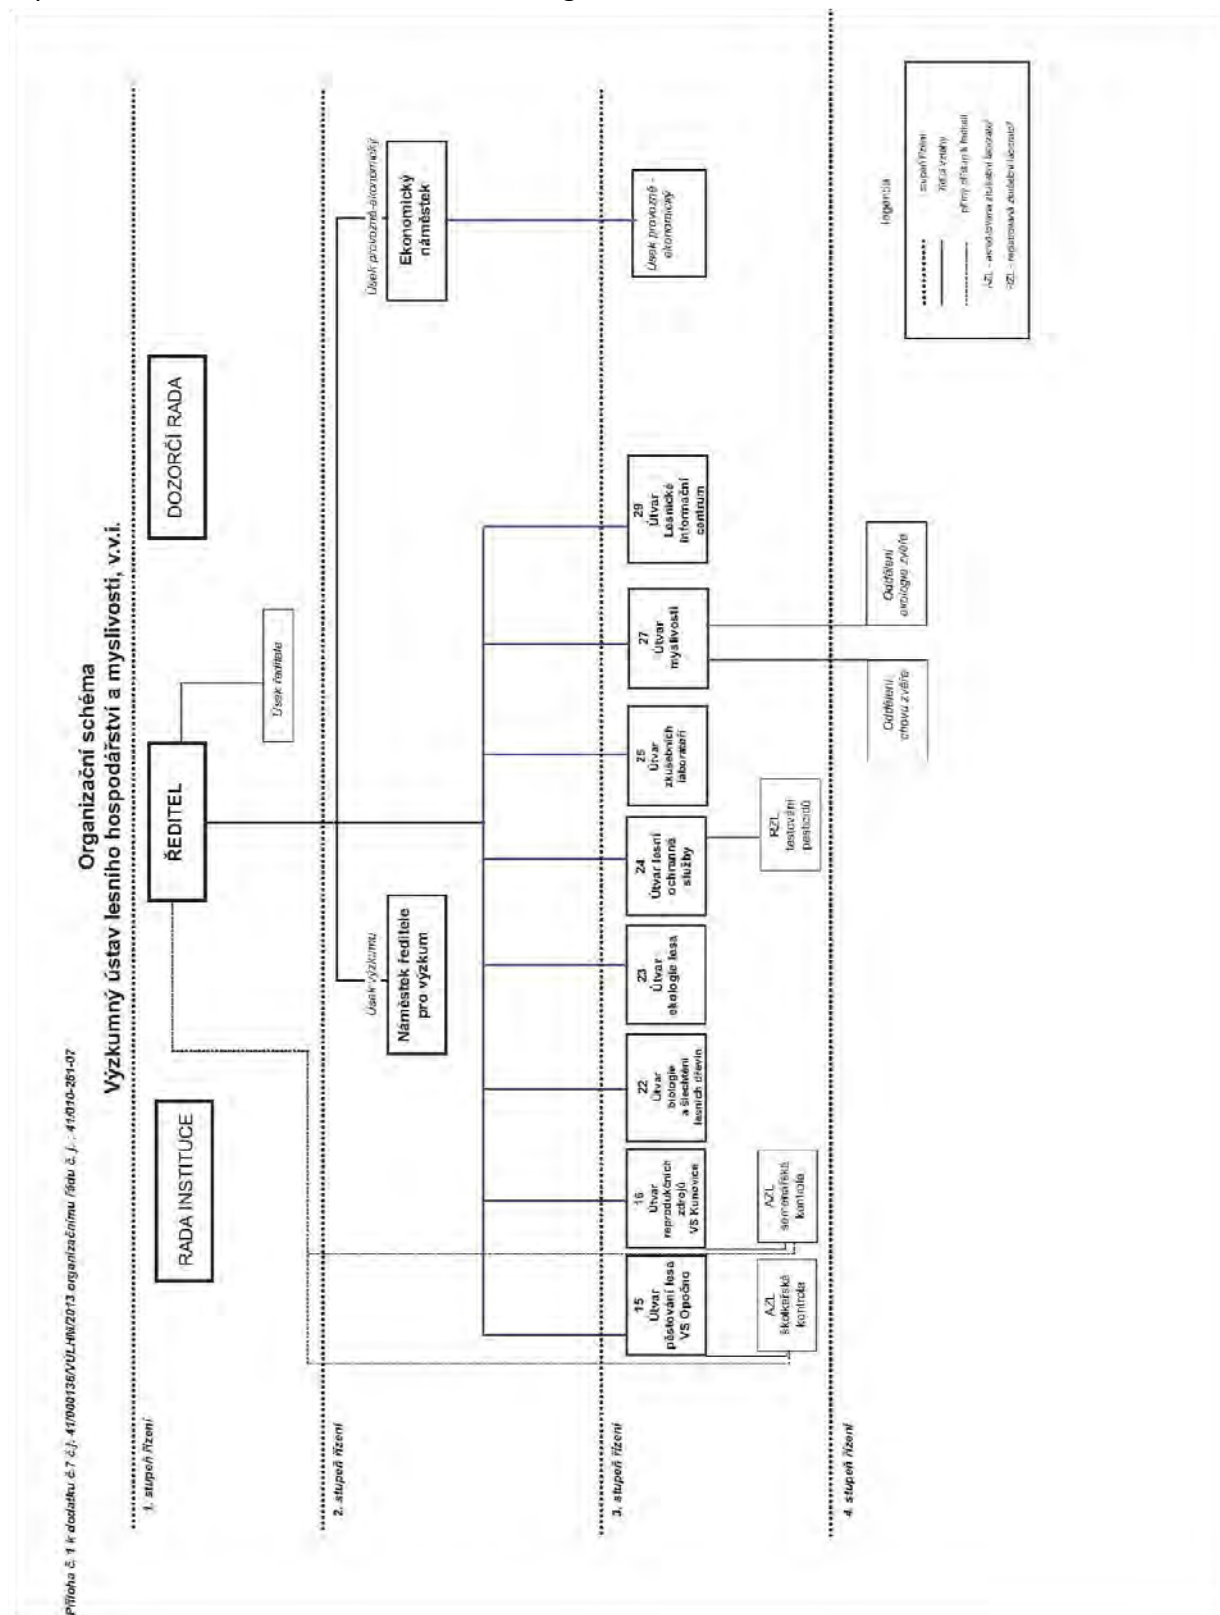 Příloha č. 1 k dodatku č.7 č.j. 41/000136/VULHM/2013 organizačnímu řádu č. j. : 41/010-261-07
Organizační schéma
Výzkumný ústav lesního hospodářství a myslivosti, v.v.i.
1. stupeň řízení
RADA INSTITUCE
ŘEDITEL
DOZORČÍ RADA
Úsek ředitele
2. stupeň řízení
Úsek výzkumu
Náměstek ředitele
pro výzkum
Úsek provozně-ekonomický
Ekonomický
náměstek
3. stupeň řízení
15
Útvar
pěstování lesa
VS Opočno
16
Útvar
reprodukčních
zdrojů
VS Kunovice
22
Útvar
biologie
a šlechtění
lesních dřevin
23
Útvar
ekologie lesa
24
Útvar lesní
ochranné
služby
25
Útvar
zkušebních
laboratoří
27
Útvar
myslivosti
29
Útvar
Lesnické
informační
centrum
Úsek provozně -
ekonomický
AZL
školkařská
kontrola
AZL
semenářská
kontrola
RZL
testování
pesticidů
4. stupeň řízení
Oddělení
chovu zvěře
Oddělení
ekologie zvěře
legenda
stupeň řízení
řídící vztahy
přímý přístup k řediteli
AZL - akreditovaná zkušební laboratoř
RZL - registrovaná zkušební laboratoř